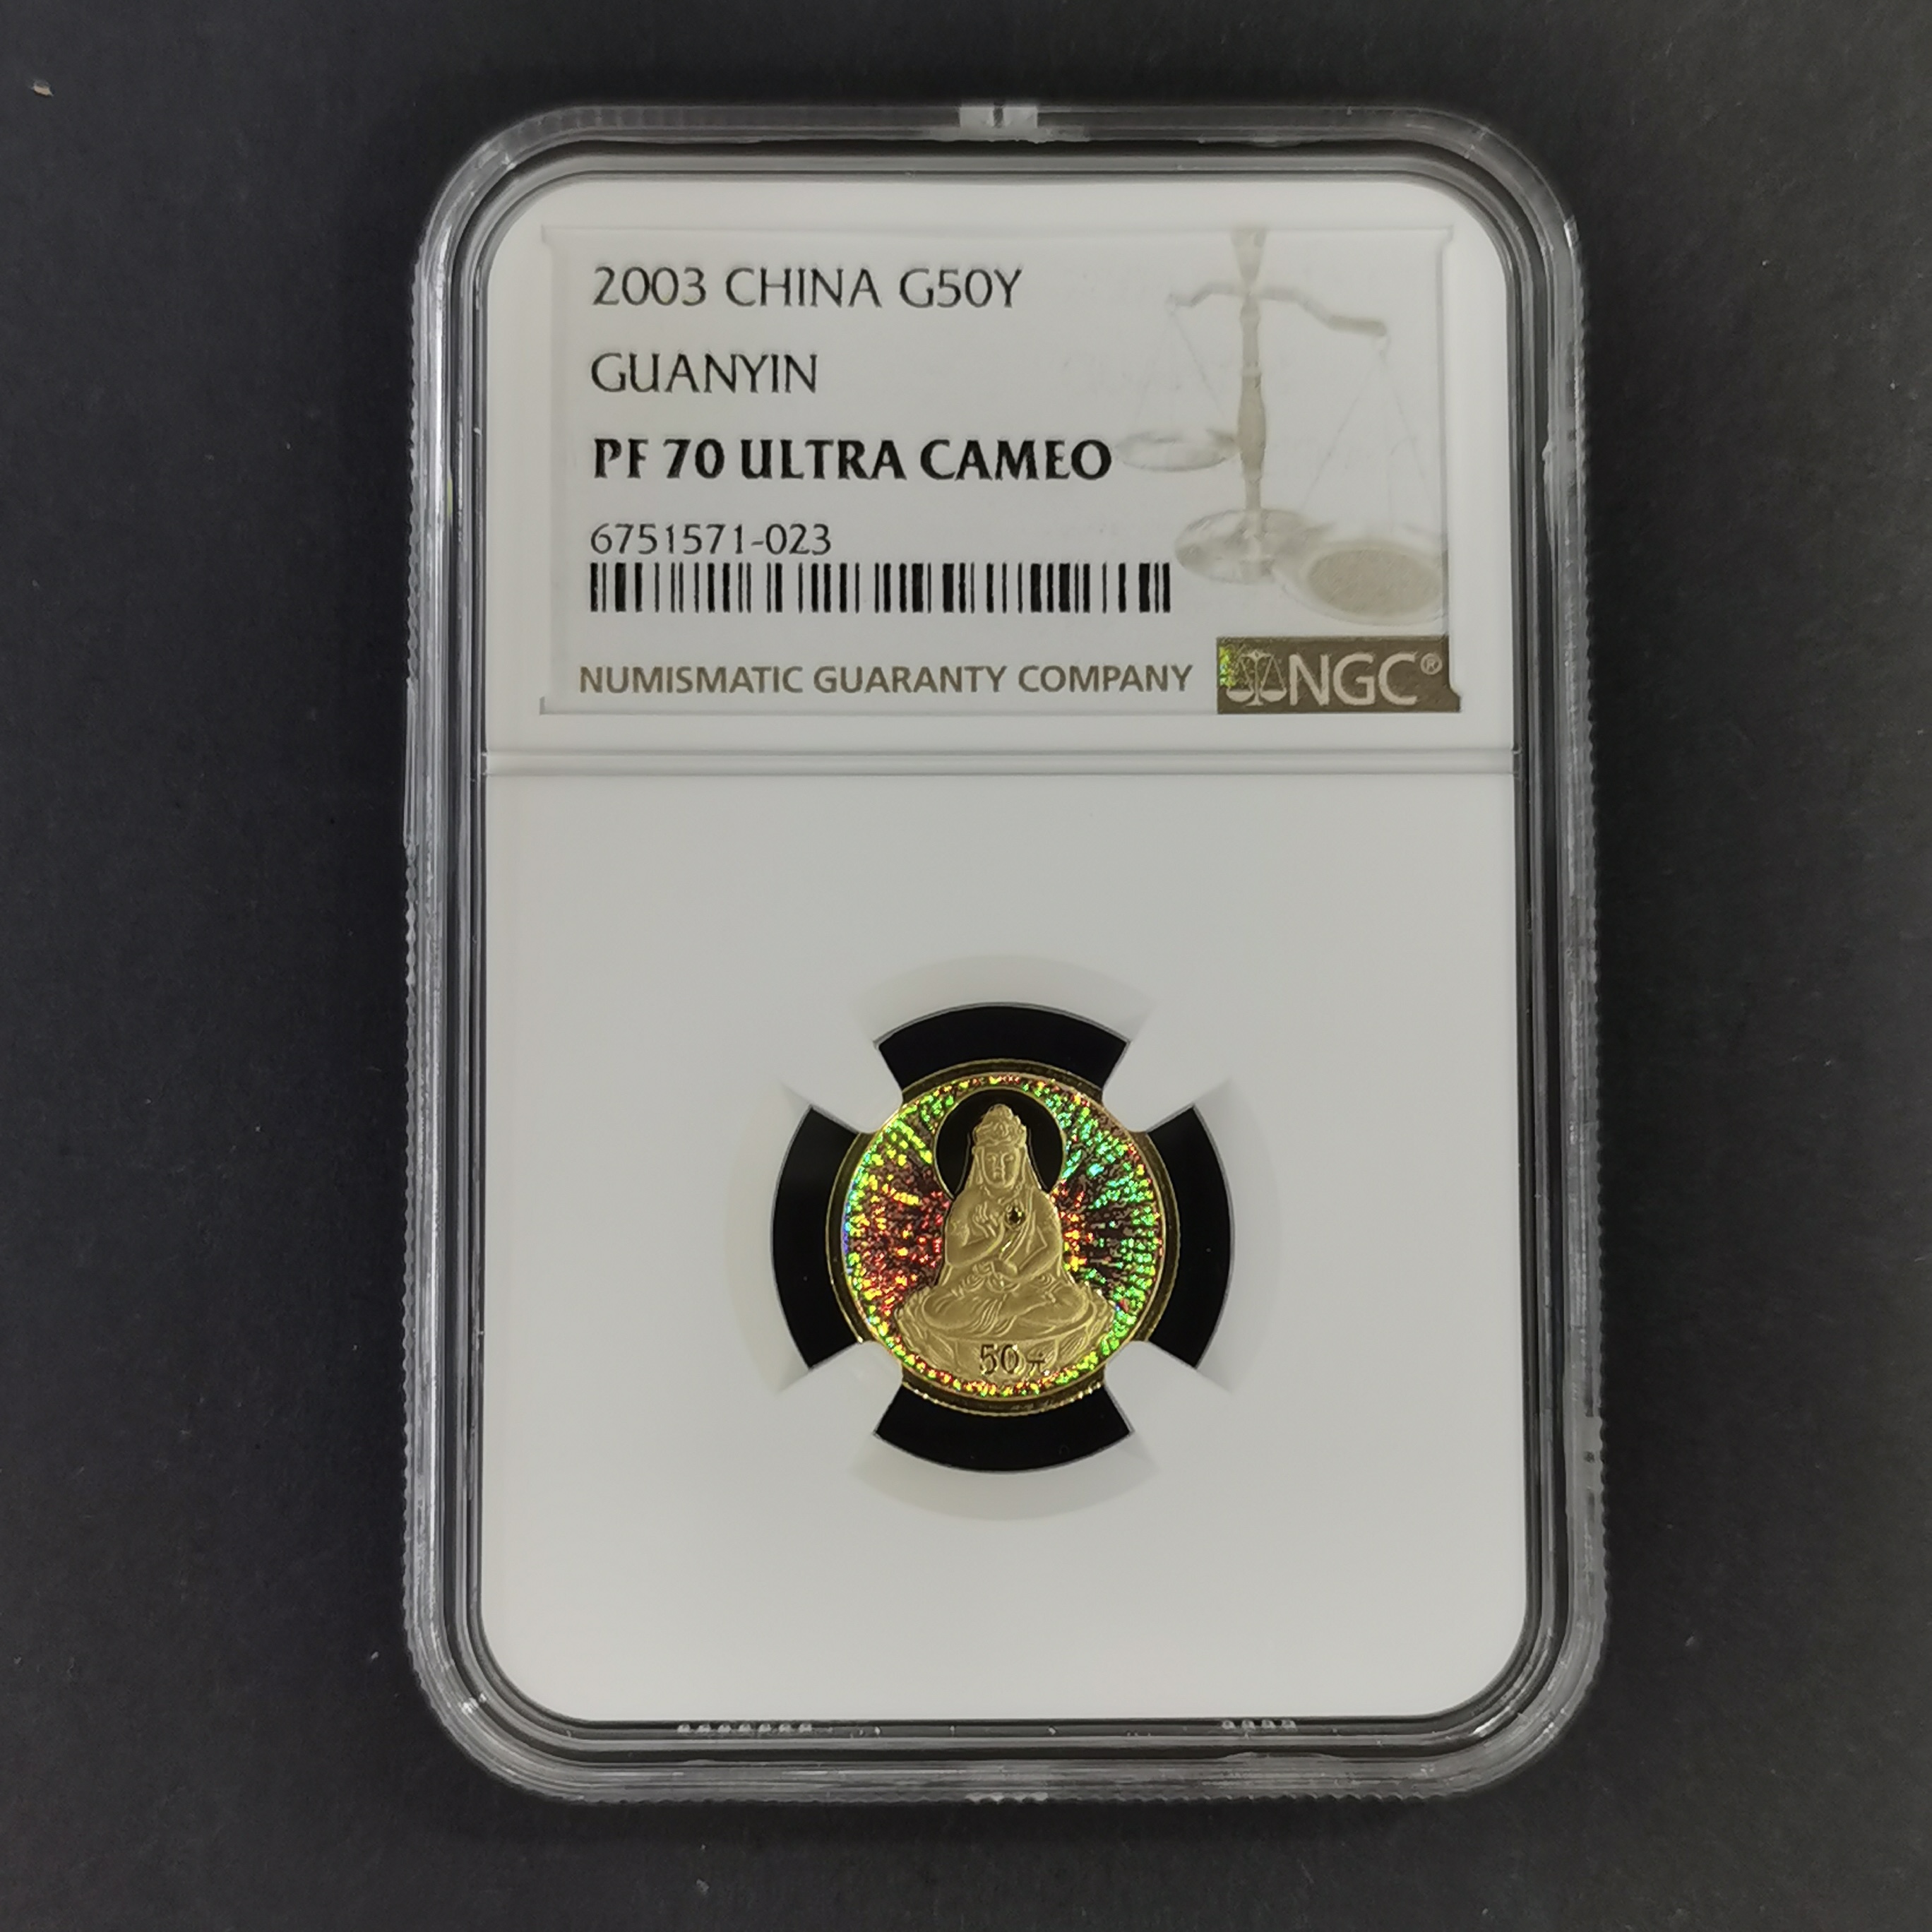 2003 CHINA G50Y
GUANYIN
PF 70 ULTRA CAMEO
6751571-023
NUMISMATIC GUARANTY COMPANY
NGC®
50元